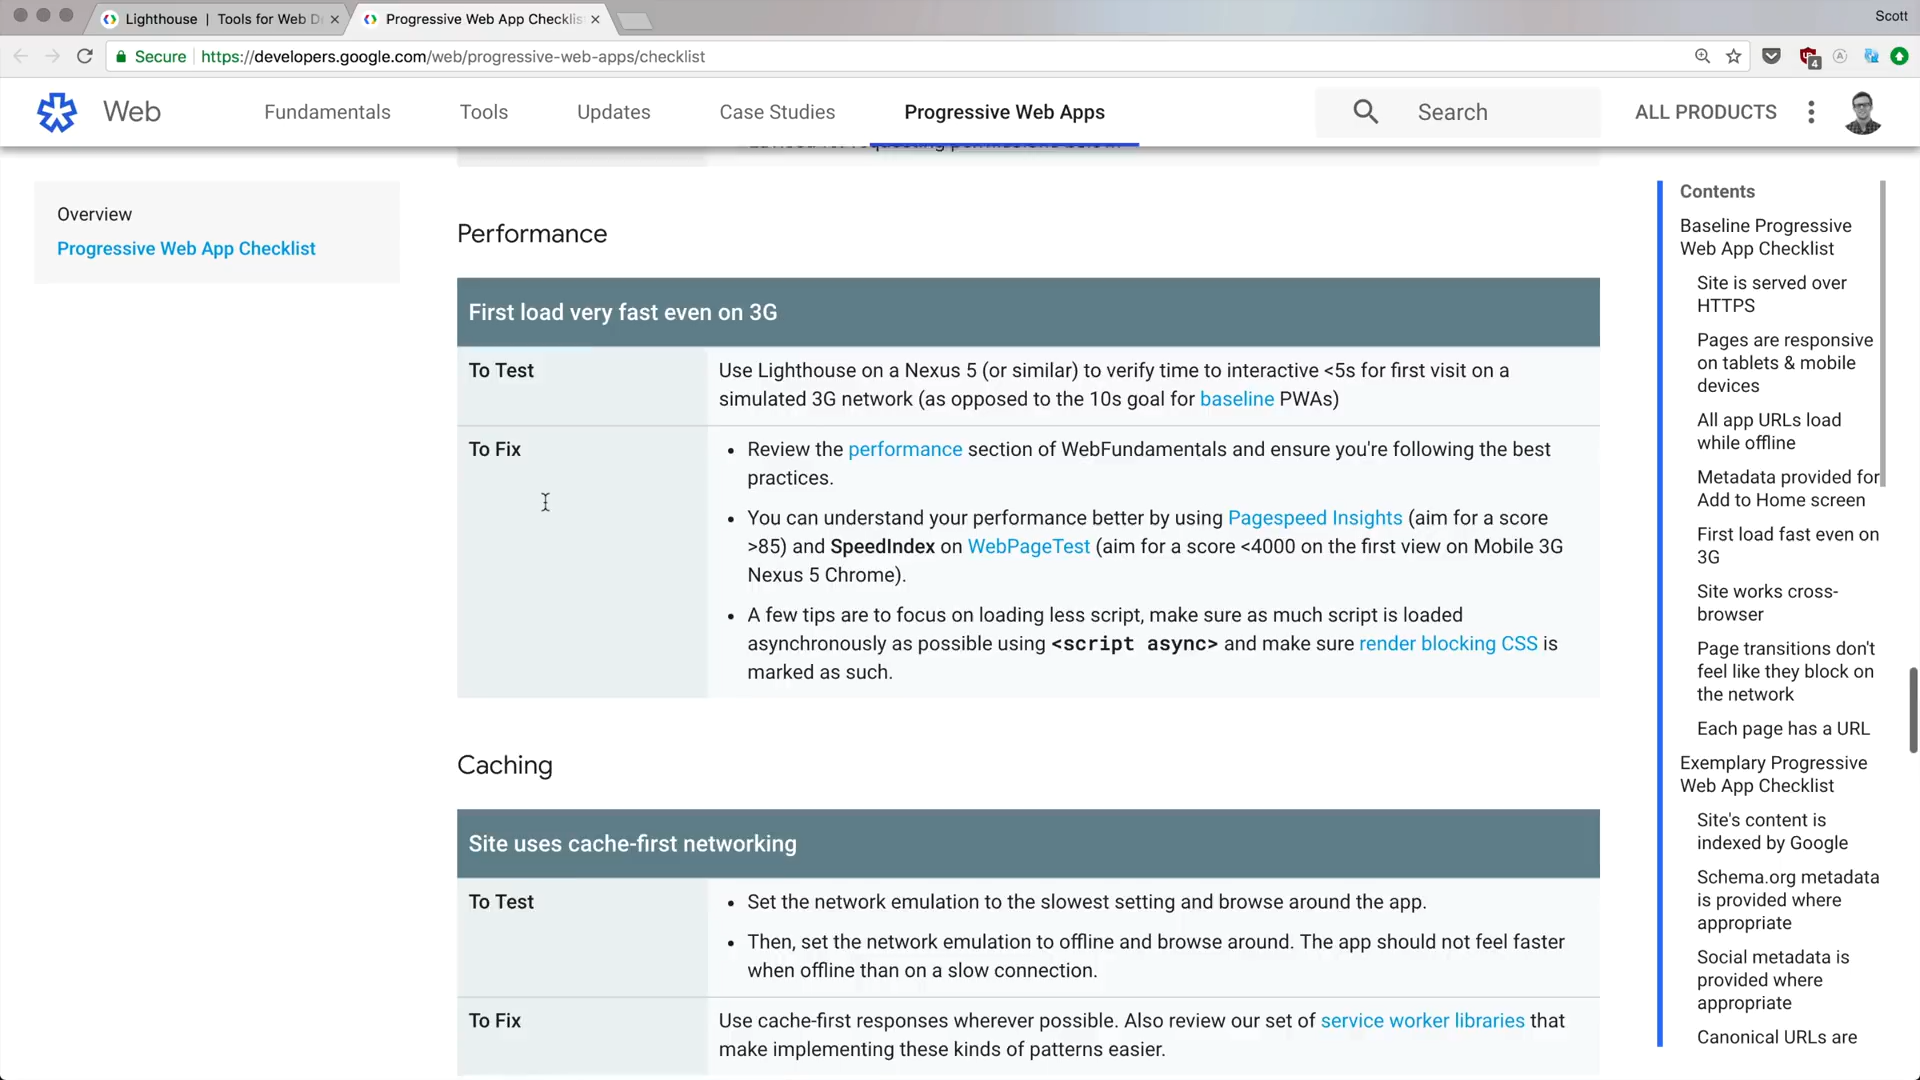 Lighthouse | Tools for Web D
Progressive Web App Checklis
Scott
Secure
https://developers.google.com/web/progressive-web-apps/checklist
4
Web
Fundamentals
Tools
Updates
Case Studies
Progressive Web Apps
Search
ALL PRODUCTS
Overview
Progressive Web App Checklist
Performance
First load very fast even on 3G
To Test
Use Lighthouse on a Nexus 5 (or similar) to verify time to interactive <5s for first visit on a
simulated 3G network (as opposed to the 10s goal for baseline PWAs)
To Fix
• Review the performance section of WebFundamentals and ensure you're following the best
practices.
• You can understand your performance better by using Pagespeed Insights (aim for a score
>85) and SpeedIndex on WebPageTest (aim for a score <4000 on the first view on Mobile 3G
Nexus 5 Chrome).
• A few tips are to focus on loading less script, make sure as much script is loaded
asynchronously as possible using <script async> and make sure render blocking CSS is
marked as such.
Caching
Site uses cache-first networking
To Test
• Set the network emulation to the slowest setting and browse around the app.
• Then, set the network emulation to offline and browse around. The app should not feel faster
when offline than on a slow connection.
To Fix
Use cache-first responses wherever possible. Also review our set of service worker libraries that
make implementing these kinds of patterns easier.
Contents
Baseline Progressive
Web App Checklist
Site is served over
HTTPS
Pages are responsive
on tablets & mobile
devices
All app URLs load
while offline
Metadata provided for
Add to Home screen
First load fast even on
3G
Site works cross-
browser
Page transitions don't
feel like they block on
the network
Each page has a URL
Exemplary Progressive
Web App Checklist
Site's content is
indexed by Google
Schema.org metadata
is provided where
appropriate
Social metadata is
provided where
appropriate
Canonical URLs are